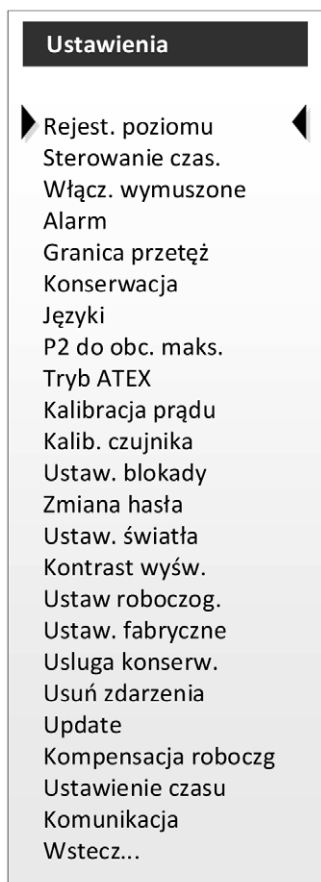 Ustawienia
Rejest. poziomu
Sterowanie czas.
Włącz. wymuszone
Alarm
Granica przetęż
Konserwacja
Języki
P2 do obc. maks.
Tryb ATEX
Kalibracja prądu
Kalib. czujnika
Ustaw. blokady
Zmiana hasła
Ustaw. światła
Kontrast wyśw.
Ustaw roboczog.
Ustaw. fabryczne
Usluga konserw.
Usuń zdarzenia
Update
Kompensacja roboczg
Ustawienie czasu
Komunikacja
Wstecz...